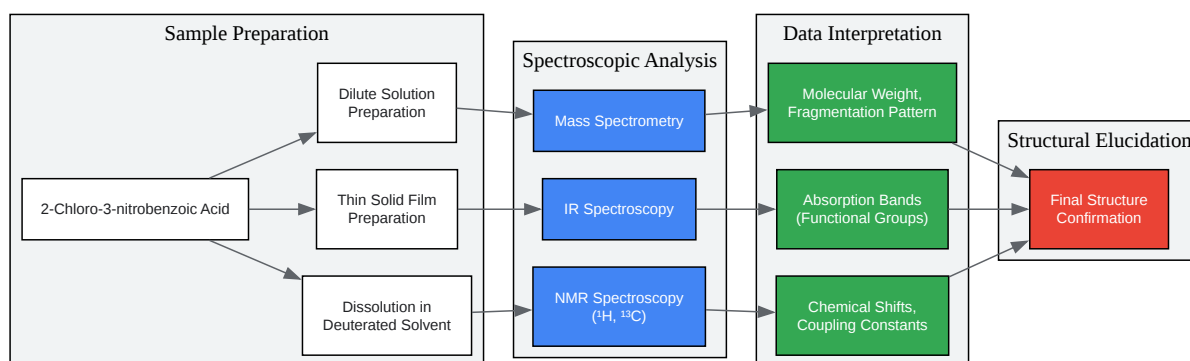 Sample Preparation
2-Chloro-3-nitrobenzoic Acid
Dilute Solution
Preparation
Thin Solid Film
Preparation
Dissolution in
Deuterated Solvent
Spectroscopic Analysis
Mass Spectrometry
IR Spectroscopy
NMR Spectroscopy
(¹H, ¹³C)
Data Interpretation
Molecular Weight,
Fragmentation Pattern
Absorption Bands
(Functional Groups)
Chemical Shifts,
Coupling Constants
Structural Elucidation
Final Structure
Confirmation